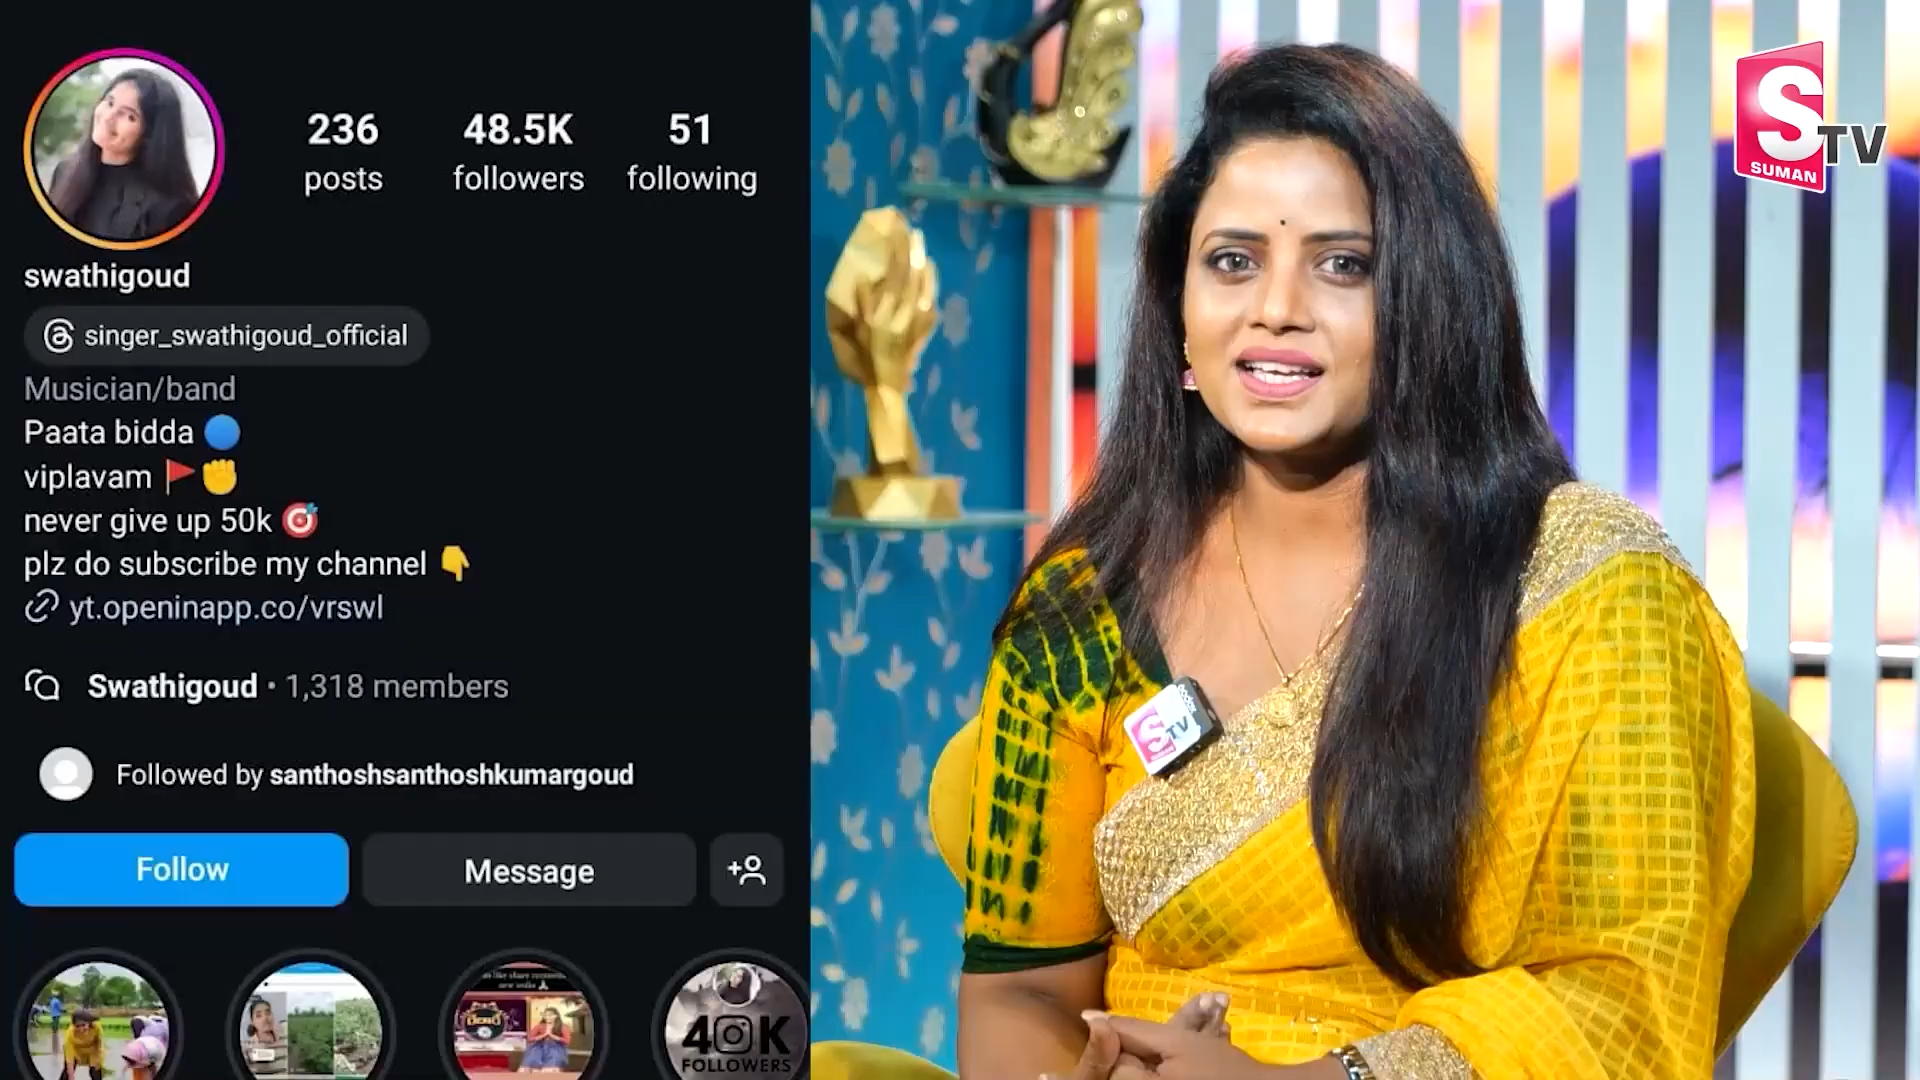 236
posts
48.5K
followers
51
following
swathigoud
singer_swathigoud_official
Musician/band
Paata bidda 🔵
viplavam 🚩✊
never give up 50k 🎯
plz do subscribe my channel 👇
yt.openinapp.co/vrswl
Swathigoud • 1,318 members
Followed by santhoshsanthoshkumargoud
Follow
Message
40K
FOLLOWERS
S TV
SUMAN
S TV